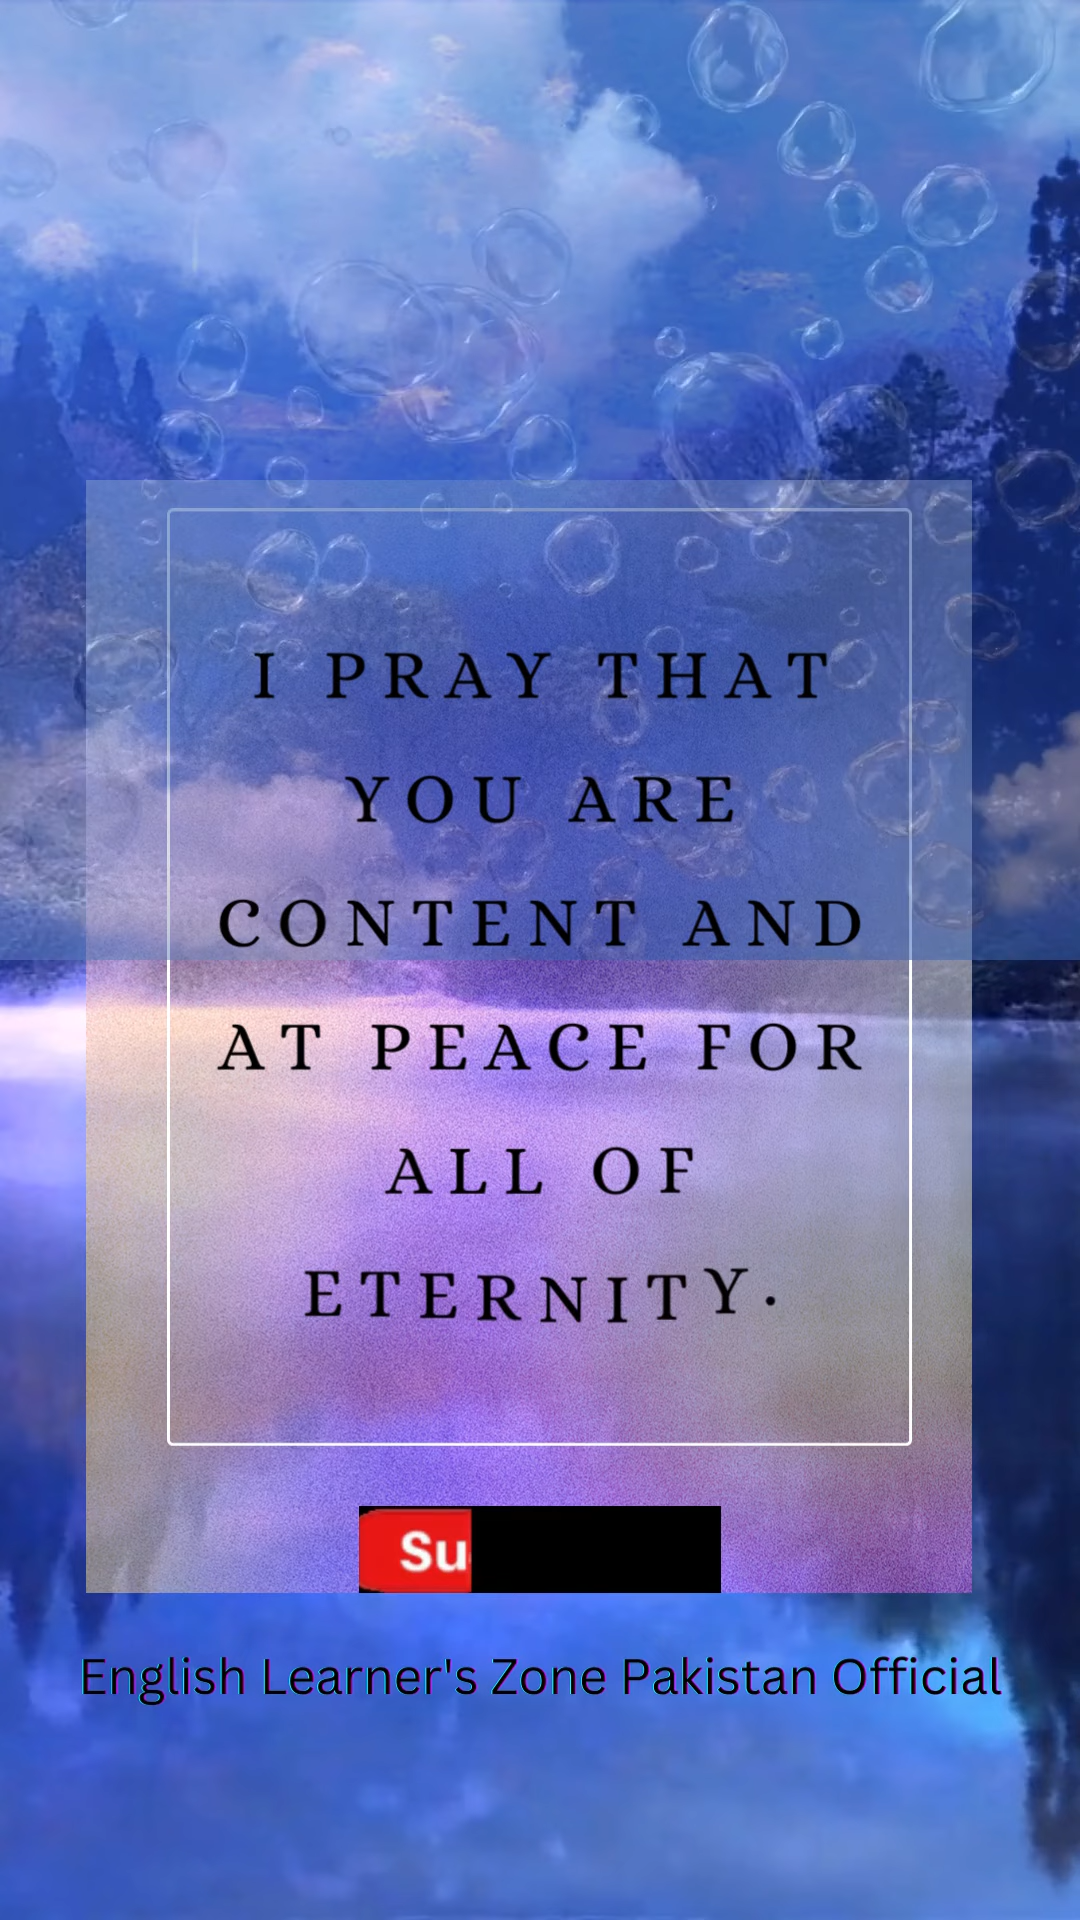 I PRAY THAT
YOU ARE
CONTENT AND
AT PEACE FOR
ALL OF
ETERNITY.
Su
English Learner's Zone Pakistan Official